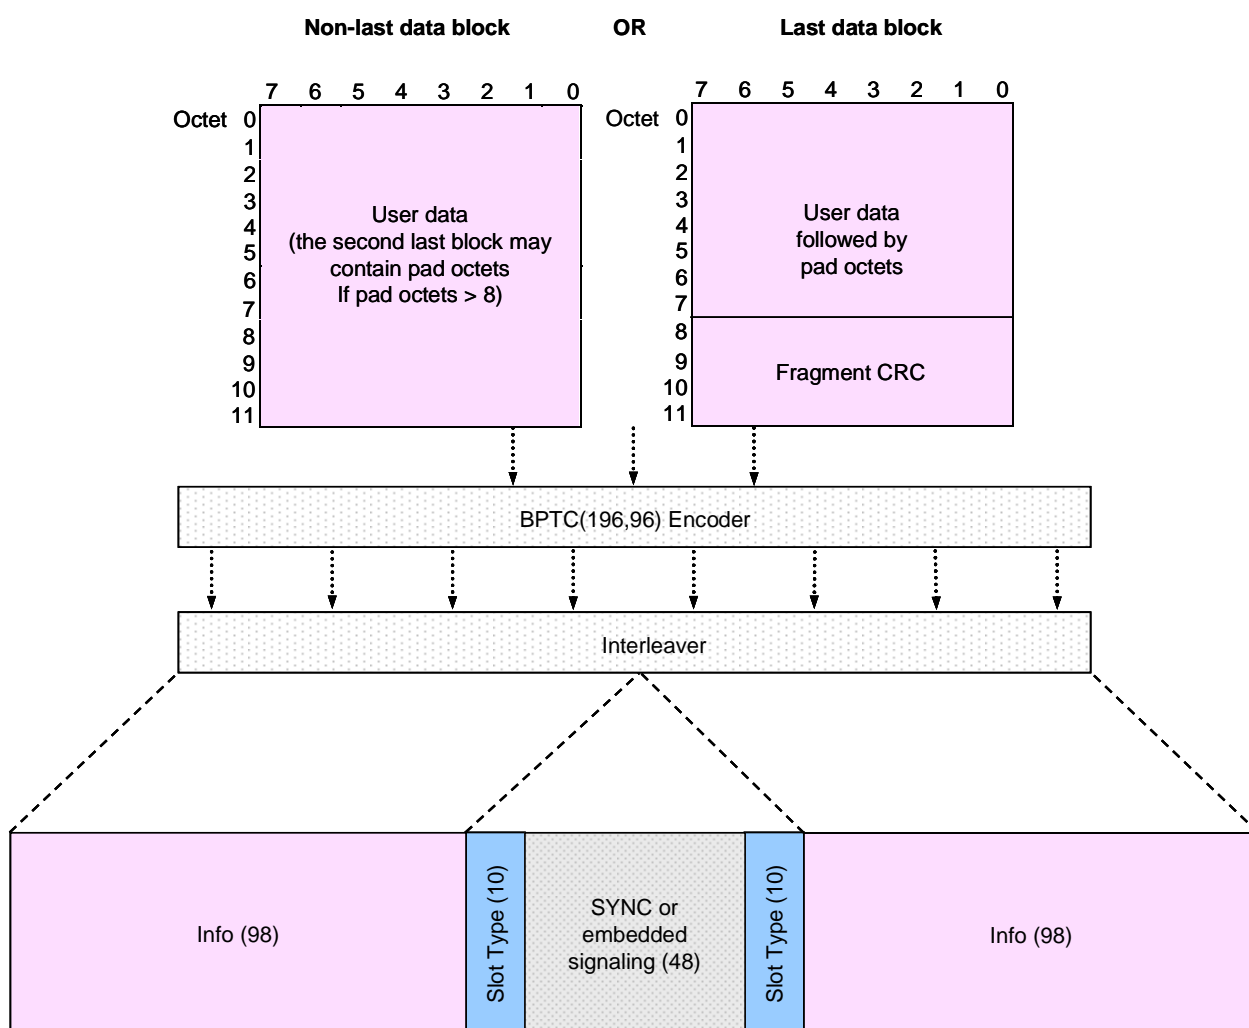 Non-last data block OR Last data block
7 6 5 4 3 2 1 0 7 6 5 4 3 2 1 0
Octet 0 Octet 0
1 1
2 2
3 3
4 4
5 5
6 6
7 7
8 8
9 9
10 10
11 11
User data
(the second last block may
contain pad octets
If pad octets > 8)
User data
followed by
pad octets
Fragment CRC
BPTC(196,96) Encoder
Interleaver
Info (98)
Slot Type (10)
SYNC or
embedded
signaling (48)
Slot Type (10)
Info (98)